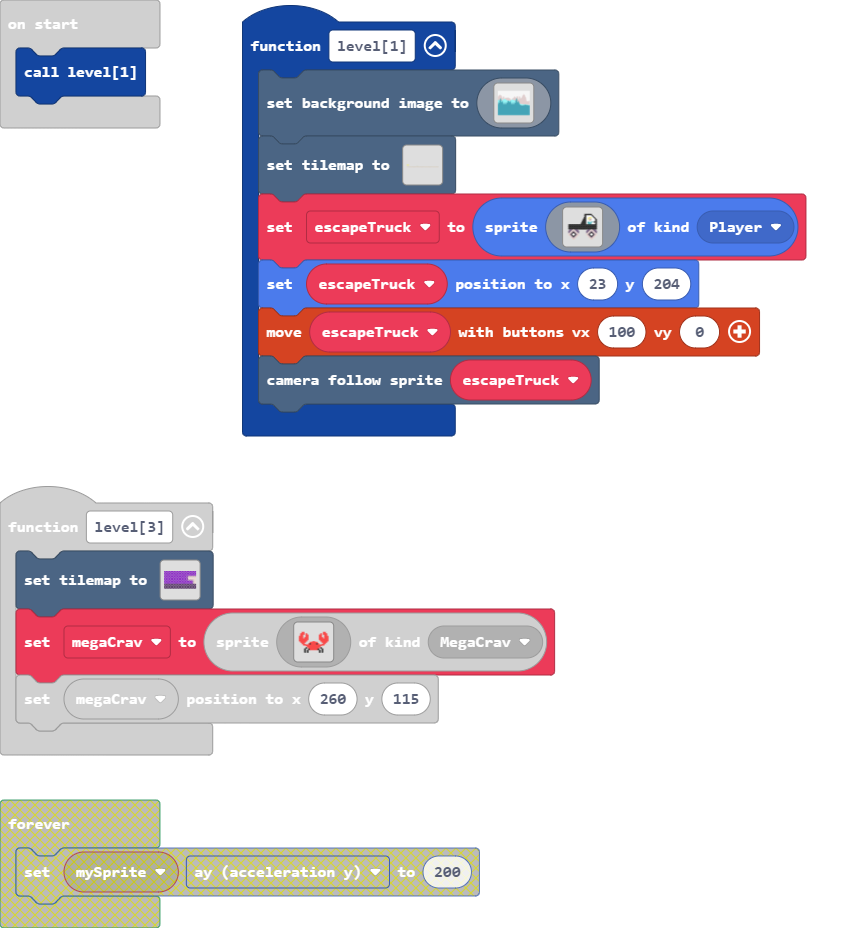 on start
call level[1]
function level[1]
set background image to
set tilemap to
set escapeTruck to sprite of kind Player
set escapeTruck position to x 23 y 204
move escapeTruck with buttons vx 100 vy 0
camera follow sprite escapeTruck
function level[3]
set tilemap to
set megaCrav to sprite of kind MegaCrav
set megaCrav position to x 260 y 115
forever
set mySprite ay (acceleration y) to 200